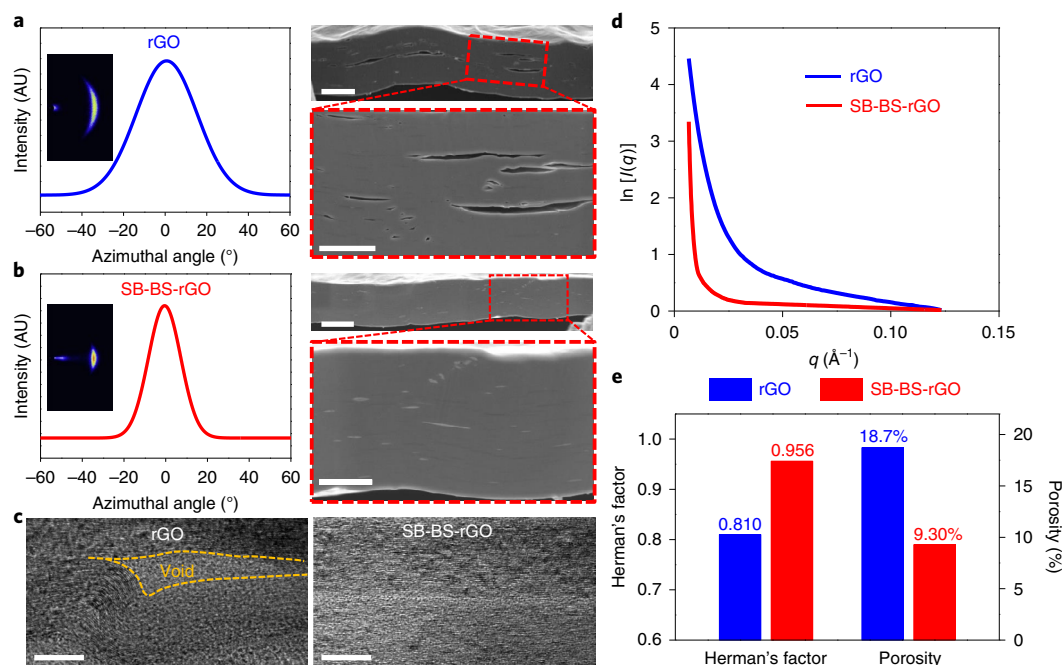 a
rGO
Intensity (AU)
−60 −40 −20 0 20 40 60
Azimuthal angle (°)
b
SB-BS-rGO
Intensity (AU)
−60 −40 −20 0 20 40 60
Azimuthal angle (°)
c
rGO
Void
SB-BS-rGO
d
5
4
3
2
1
0
ln [I(q)]
rGO
SB-BS-rGO
0 0.05 0.10 0.15
q (Å−1)
e
rGO
SB-BS-rGO
1.0
0.9
0.8
0.7
0.6
Herman's factor
0.810
0.956
18.7%
9.30%
20
15
10
5
0
Porosity (%)
Herman's factor Porosity